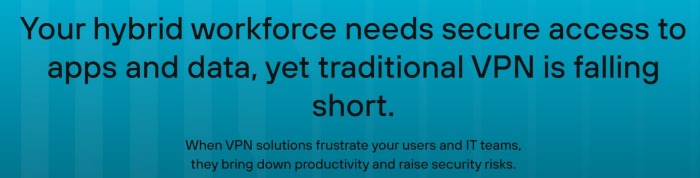 Your hybrid workforce needs secure access to
apps and data, yet traditional VPN is falling
short.
When VPN solutions frustrate your users and IT teams,
they bring down productivity and raise security risks.